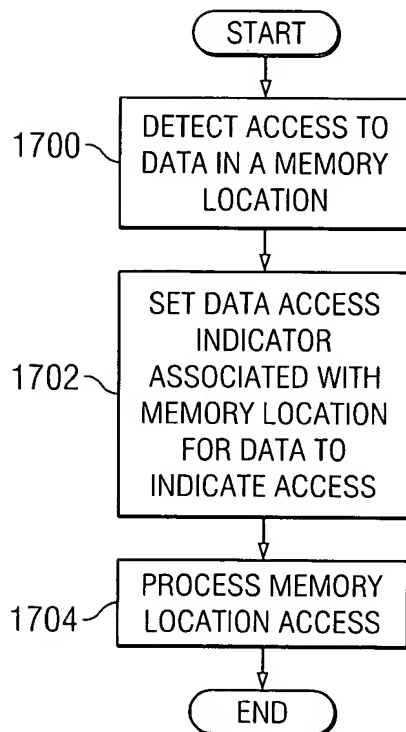 START
1700
DETECT ACCESS TO
DATA IN A MEMORY
LOCATION
1702
SET DATA ACCESS
INDICATOR
ASSOCIATED WITH
MEMORY LOCATION
FOR DATA TO
INDICATE ACCESS
1704
PROCESS MEMORY
LOCATION ACCESS
END